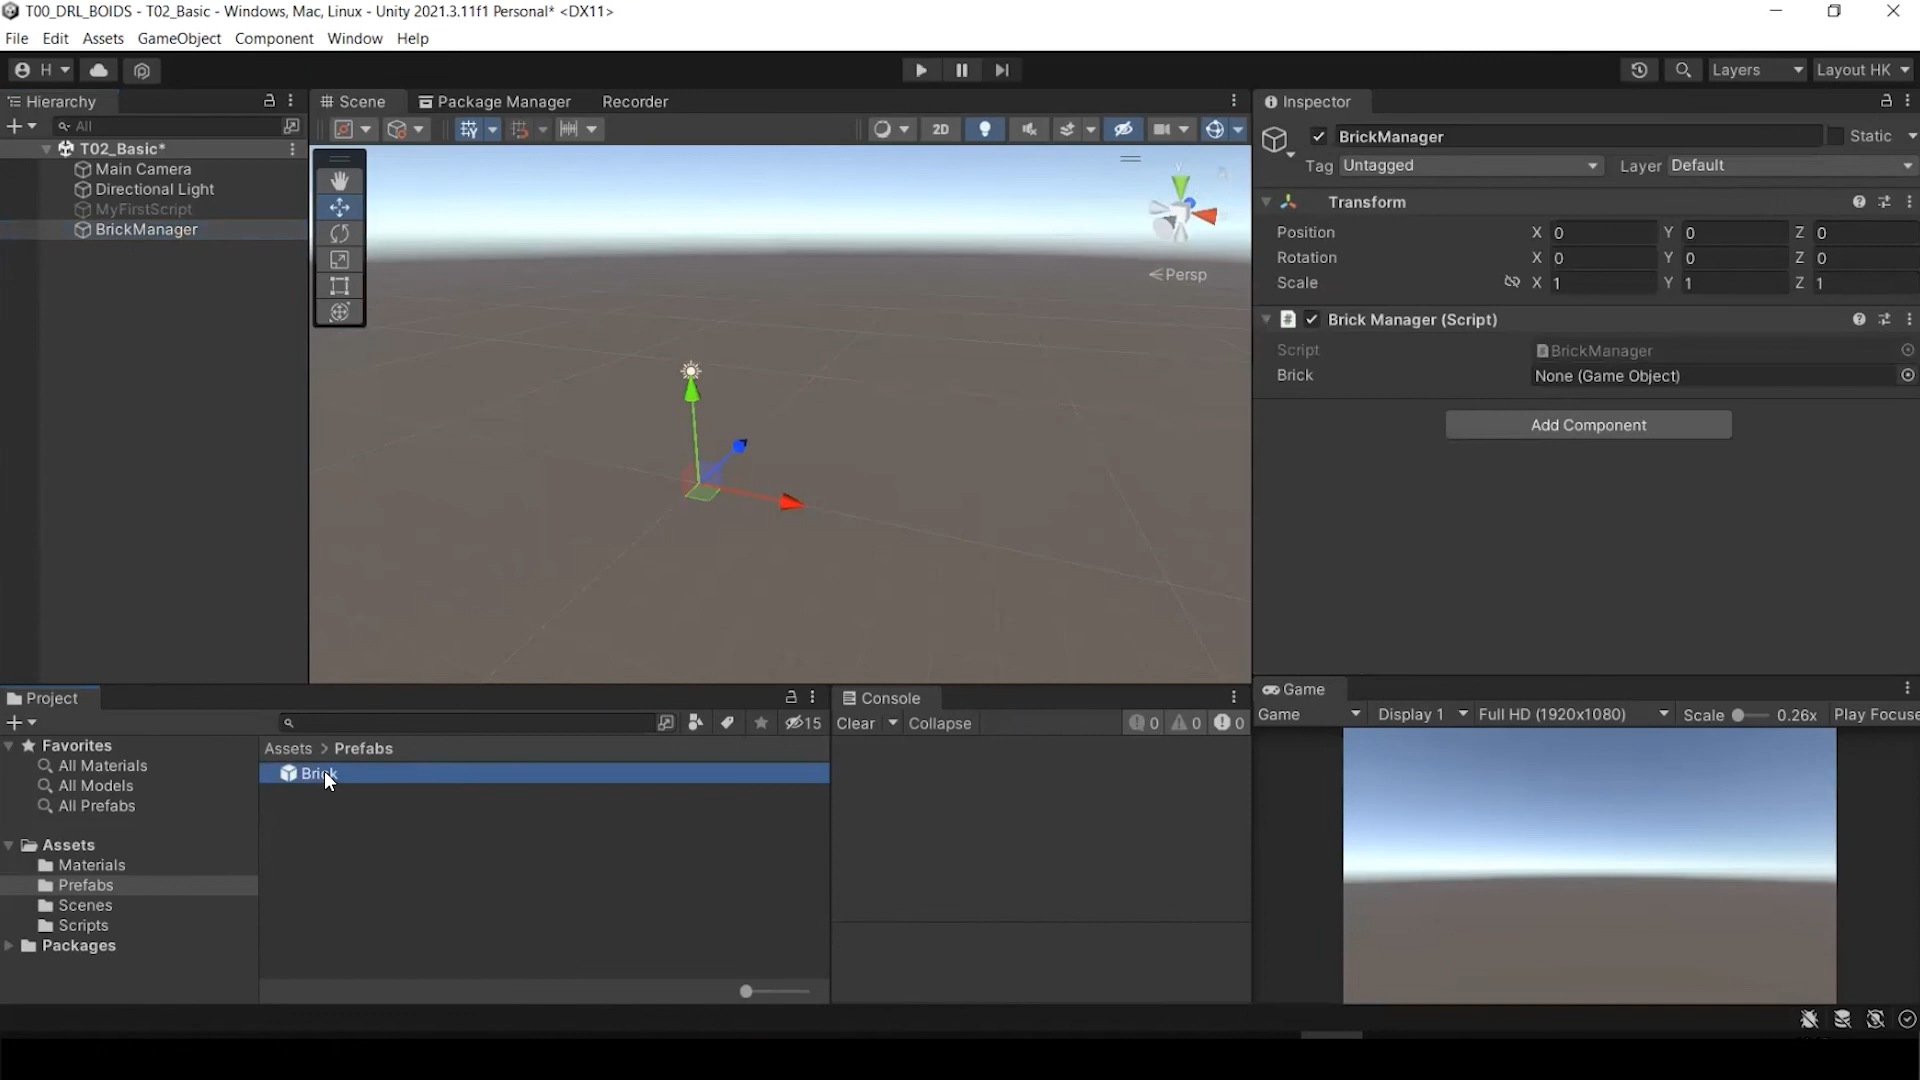 T00_DRL_BOIDS - T02_Basic - Windows, Mac, Linux - Unity 2021.3.11f1 Personal* <DX11>
File Edit Assets GameObject Component Window Help
H
Layers
Layout HK
Hierarchy
Scene
Package Manager
Recorder
Inspector
All
2D
T02_Basic*
Main Camera
Directional Light
MyFirstScript
BrickManager
Persp
BrickManager
Static
Tag Untagged Layer Default
Transform
Position X 0 Y 0 Z 0
Rotation X 0 Y 0 Z 0
Scale X 1 Y 1 Z 1
Brick Manager (Script)
Script BrickManager
Brick None (Game Object)
Add Component
Project
15
Favorites
All Materials
All Models
All Prefabs
Assets
Materials
Prefabs
Scenes
Scripts
Packages
Assets > Prefabs
Brick
Console
Clear Collapse 0 0 0
Game
Game Display 1 Full HD (1920x1080) Scale 0.26x Play Focuse